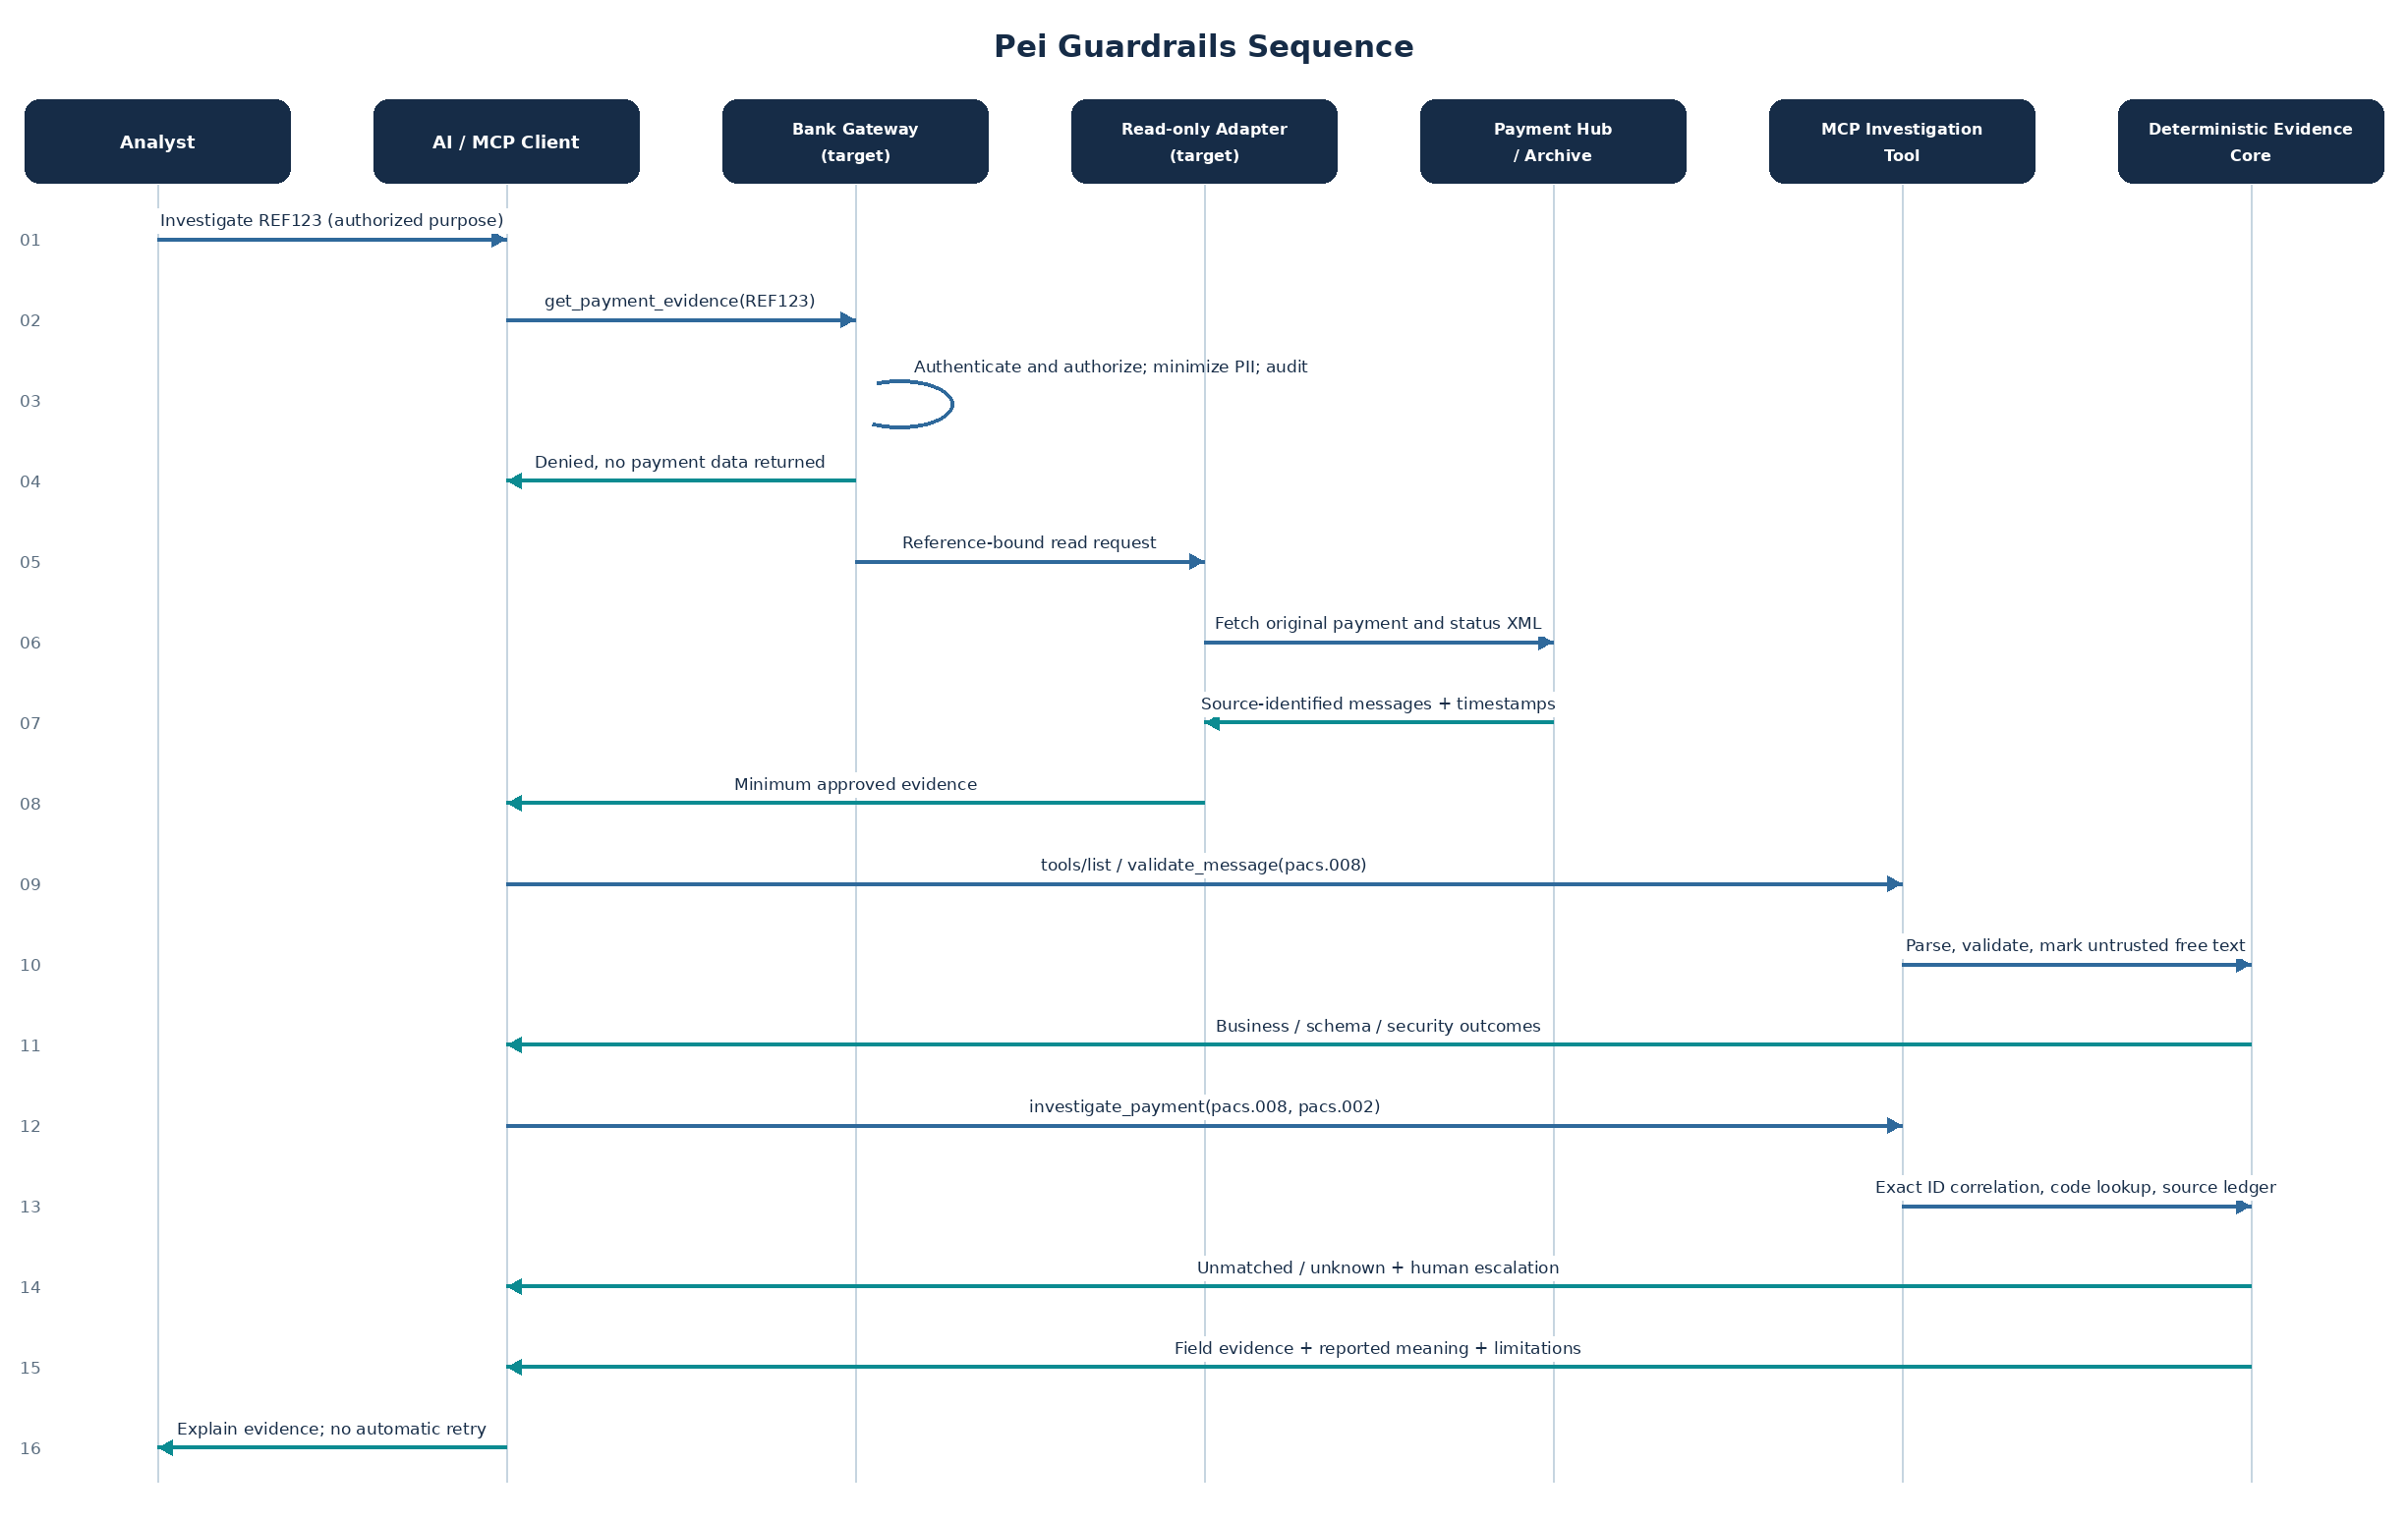 Pei Guardrails Sequence
Analyst
AI / MCP Client
Bank Gateway
(target)
Read-only Adapter
(target)
Payment Hub
/ Archive
MCP Investigation
Tool
Deterministic Evidence
Core
01
Investigate REF123 (authorized purpose)
02
get_payment_evidence(REF123)
03
Authenticate and authorize; minimize PII; audit
04
Denied, no payment data returned
05
Reference-bound read request
06
Fetch original payment and status XML
07
Source-identified messages + timestamps
08
Minimum approved evidence
09
tools/list / validate_message(pacs.008)
10
Parse, validate, mark untrusted free text
11
Business / schema / security outcomes
12
investigate_payment(pacs.008, pacs.002)
13
Exact ID correlation, code lookup, source ledger
14
Unmatched / unknown + human escalation
15
Field evidence + reported meaning + limitations
16
Explain evidence; no automatic retry